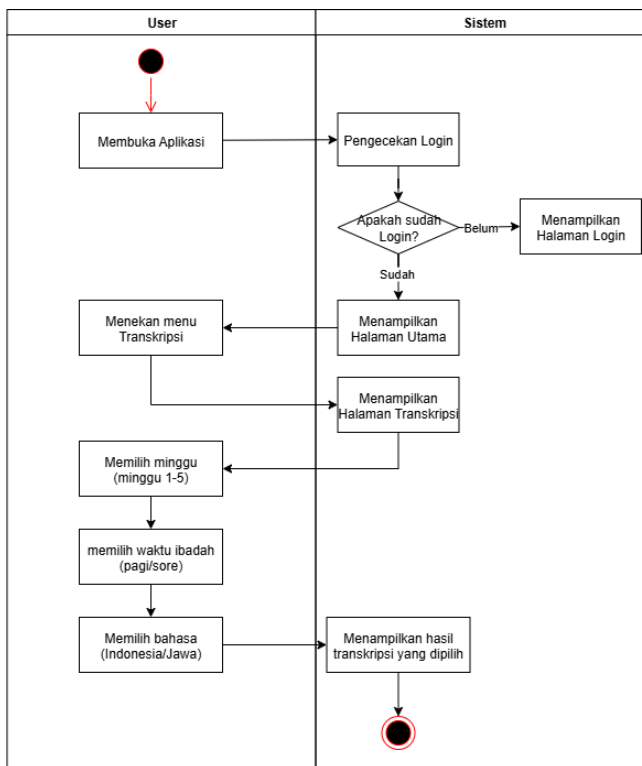 User
Sistem
Membuka Aplikasi
Pengecekan Login
Apakah sudah
Login?
Belum
Menampilkan
Halaman Login
Sudah
Menekan menu
Transkripsi
Menampilkan
Halaman Utama
Menampilkan
Halaman Transkripsi
Memilih minggu
(minggu 1-5)
memilih waktu ibadah
(pagi/sore)
Memilih bahasa
(Indonesia/Jawa)
Menampilkan hasil
transkripsi yang dipilih